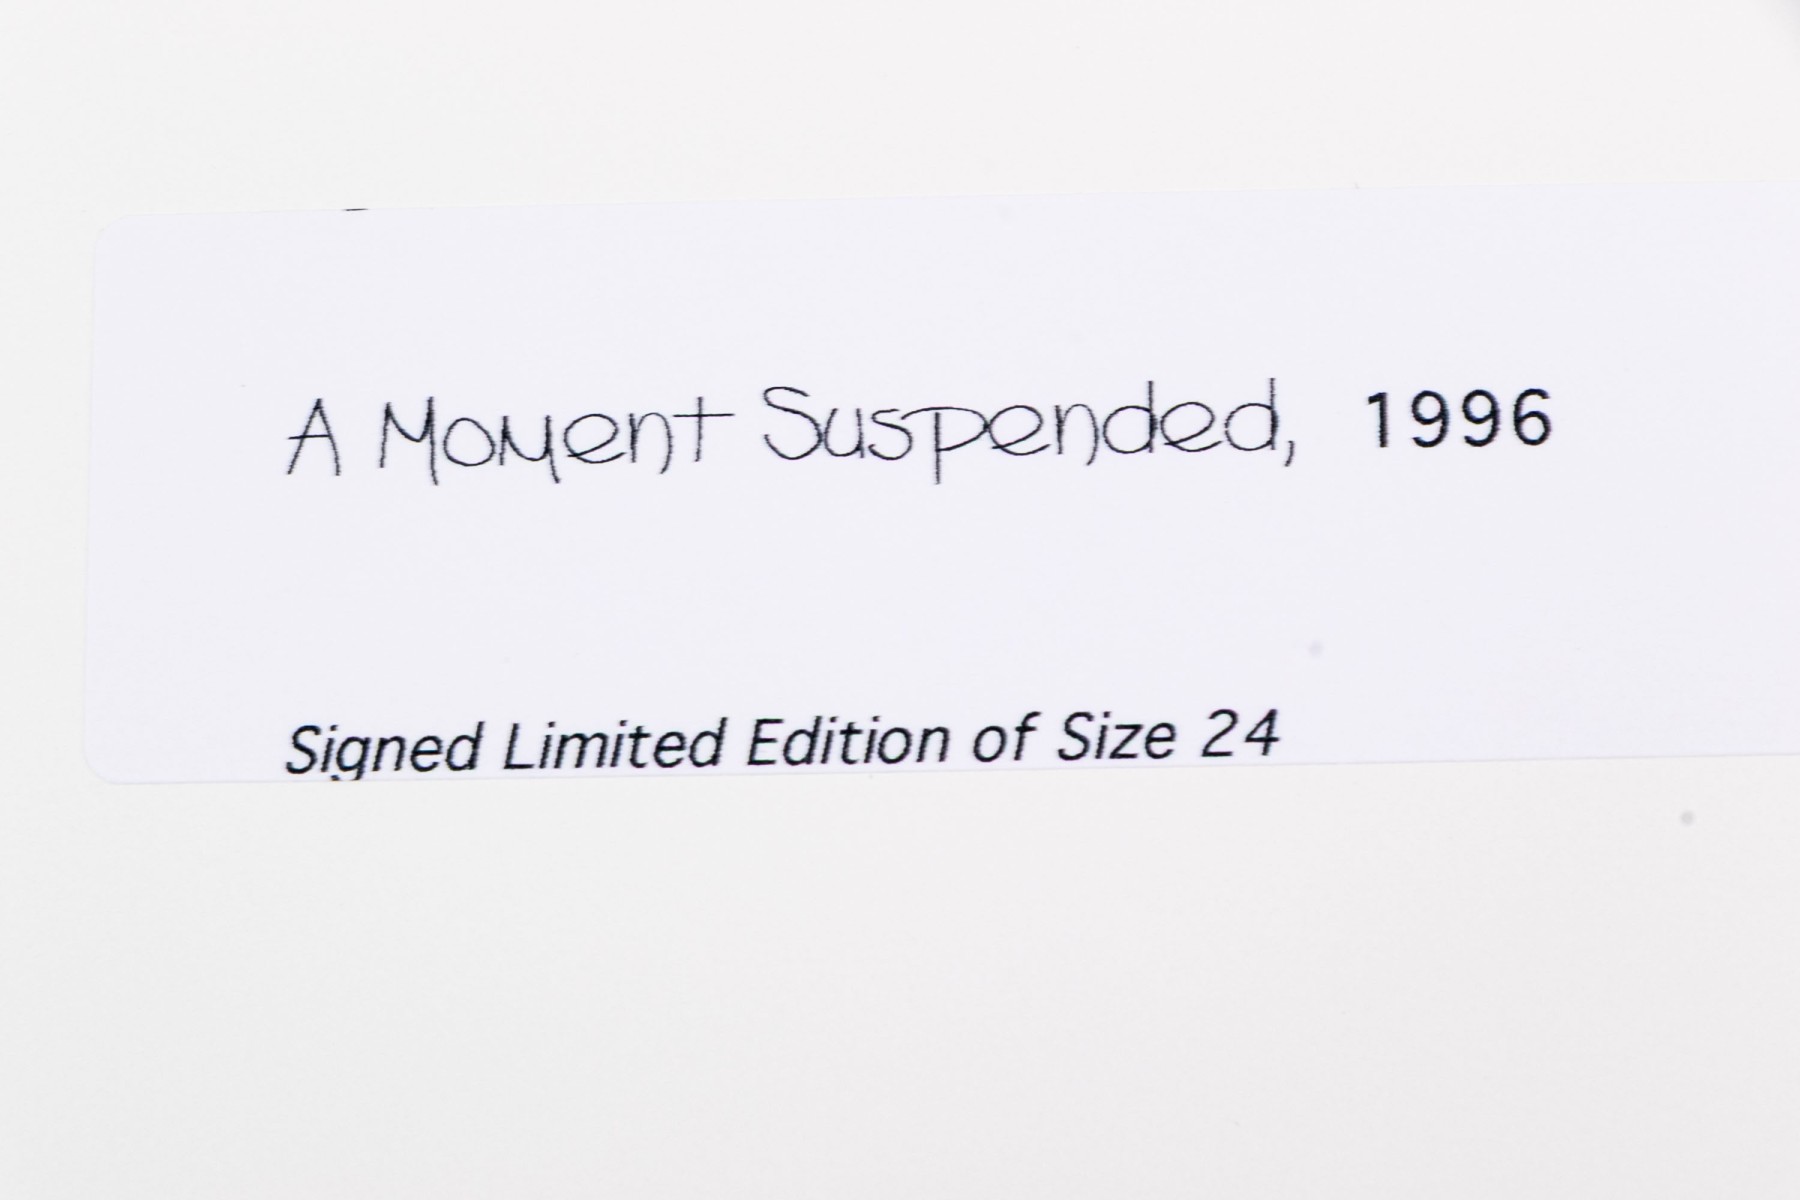 A Moment Suspended, 1996
Signed Limited Edition of Size 24